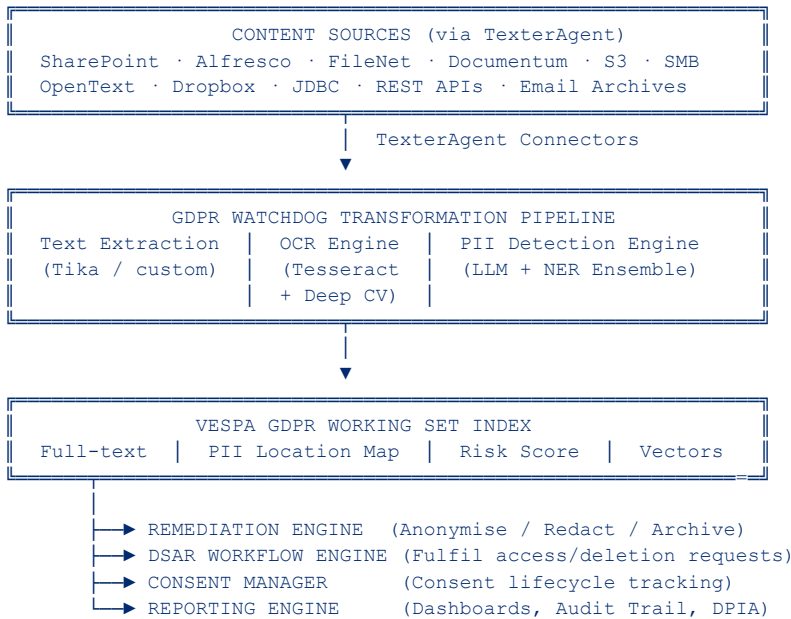 CONTENT SOURCES (via TexterAgent)
SharePoint · Alfresco · FileNet · Documentum · S3 · SMB
OpenText · Dropbox · JDBC · REST APIs · Email Archives
TexterAgent Connectors
GDPR WATCHDOG TRANSFORMATION PIPELINE
Text Extraction │ OCR Engine │ PII Detection Engine
(Tika / custom) │ (Tesseract │ (LLM + NER Ensemble)
│ + Deep CV) │
VESPA GDPR WORKING SET INDEX
Full-text │ PII Location Map │ Risk Score │ Vectors
REMEDIATION ENGINE (Anonymise / Redact / Archive)
DSAR WORKFLOW ENGINE (Fulfil access/deletion requests)
CONSENT MANAGER (Consent lifecycle tracking)
REPORTING ENGINE (Dashboards, Audit Trail, DPIA)